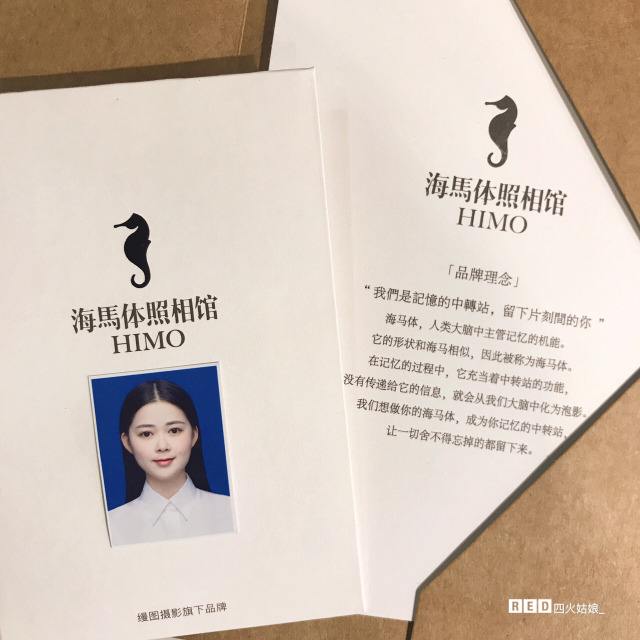 海馬体照相馆
HIMO
缦图摄影旗下品牌
海馬体照相馆
HIMO
「品牌理念」
“我們是記憶的中轉站，留下片刻間的你”
海马体，人类大脑中主管记忆的机能。
它的形状和海马相似，因此被称为海马体。
在记忆的过程中，它充当着中转站的功能，
没有传递给它的信息，就会从我们大脑中化为泡影。
我们想做你的海马体，成为你记忆的中转站，
让一切舍不得忘掉的都留下来。
RED 四火姑娘_